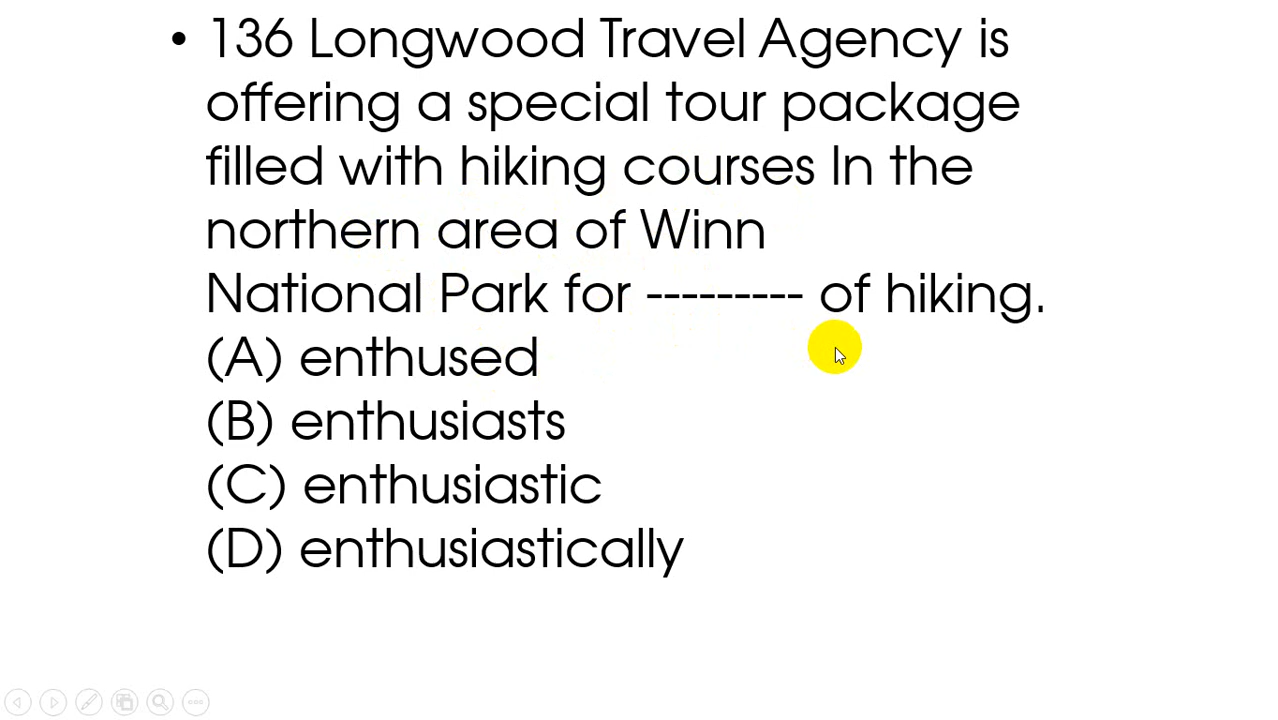 • 136 Longwood Travel Agency is
offering a special tour package
filled with hiking courses In the
northern area of Winn
National Park for --------- of hiking.
(A) enthused
(B) enthusiasts
(C) enthusiastic
(D) enthusiastically